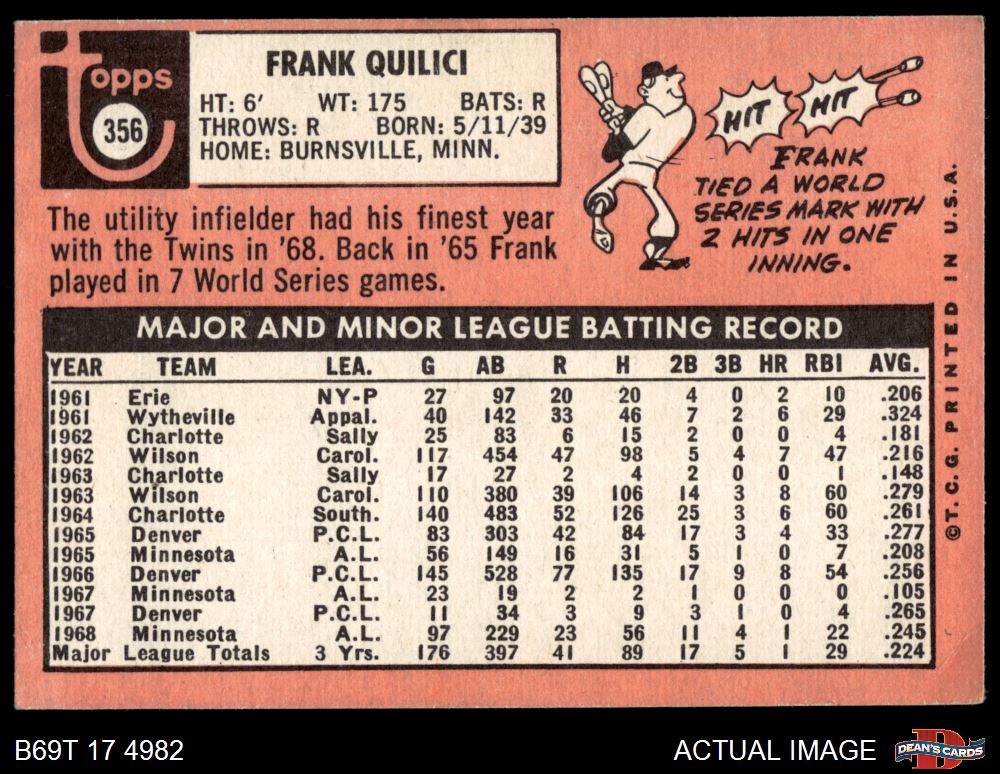 topps
356
FRANK QUILICI
HT: 6' WT: 175 BATS: R
THROWS: R BORN: 5/11/39
HOME: BURNSVILLE, MINN.
HIT HIT
FRANK
TIED A WORLD
SERIES MARK WITH
2 HITS IN ONE
INNING.
The utility infielder had his finest year
with the Twins in '68. Back in '65 Frank
played in 7 World Series games.
MAJOR AND MINOR LEAGUE BATTING RECORD
YEAR TEAM LEA. G AB R H 2B 3B HR RBI AVG.
1961 Erie NY-P 27 97 20 20 4 0 2 10 .206
1961 Wytheville Appal. 40 142 33 46 7 2 6 29 .324
1962 Charlotte Sally 25 83 6 15 2 0 0 4 .181
1962 Wilson Carol. 117 454 47 98 5 4 7 47 .216
1963 Charlotte Sally 17 27 2 4 2 0 0 1 .148
1963 Wilson Carol. 110 380 39 106 14 3 8 60 .279
1964 Charlotte South. 140 483 52 126 25 3 6 60 .261
1965 Denver P.C.L. 83 303 42 84 17 3 4 33 .277
1965 Minnesota A.L. 56 149 16 31 5 1 0 7 .208
1966 Denver P.C.L. 145 528 77 135 17 9 8 54 .256
1967 Minnesota A.L. 23 19 2 2 1 0 0 0 .105
1967 Denver P.C.L. 11 34 3 9 3 1 0 4 .265
1968 Minnesota A.L. 97 229 23 56 11 4 1 22 .245
Major League Totals 3 Yrs. 176 397 41 89 17 5 1 29 .224
©T. C. G. PRINTED IN U.S.A.
B69T 17 4982
ACTUAL IMAGE
DEAN'S CARDS